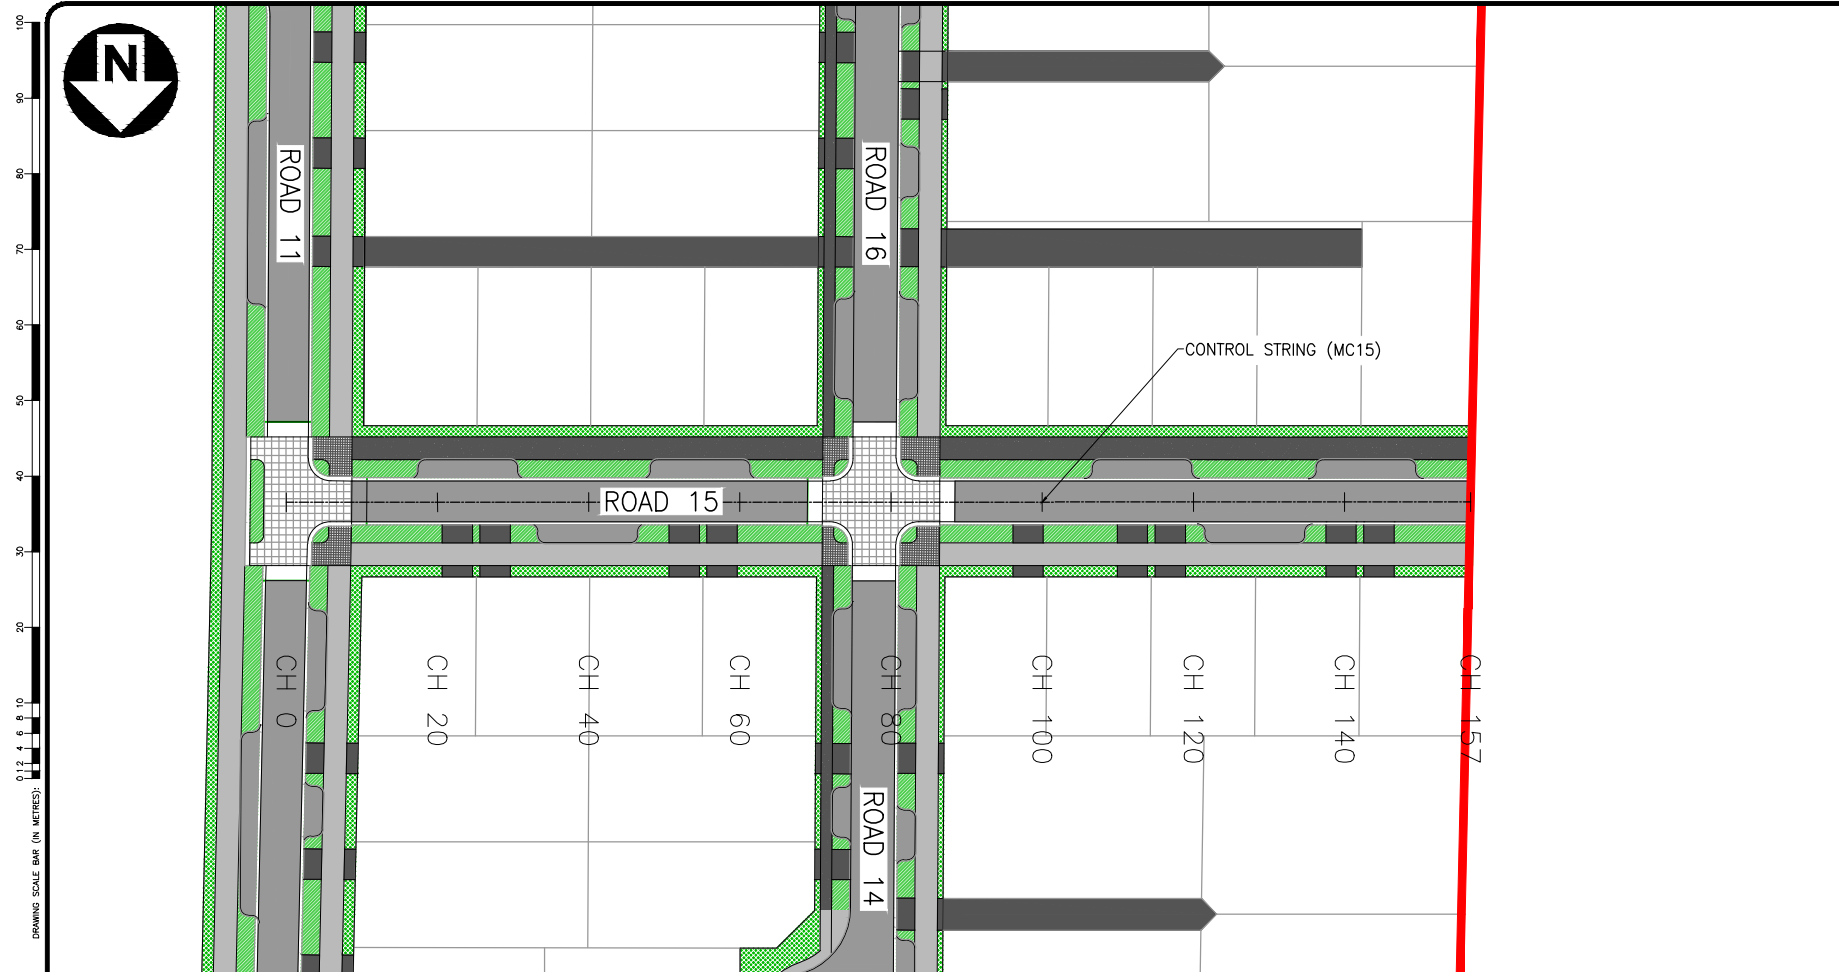 N
ROAD 11
ROAD 16
CONTROL STRING (MC15)
ROAD 15
CH 0
CH 20
CH 40
CH 60
CH 80
CH 100
CH 120
CH 140
CH 157
ROAD 14
100
90
80
70
60
50
40
30
20
10
8
6
4
2
1
0
DRAWING SCALE BAR (IN METRES):